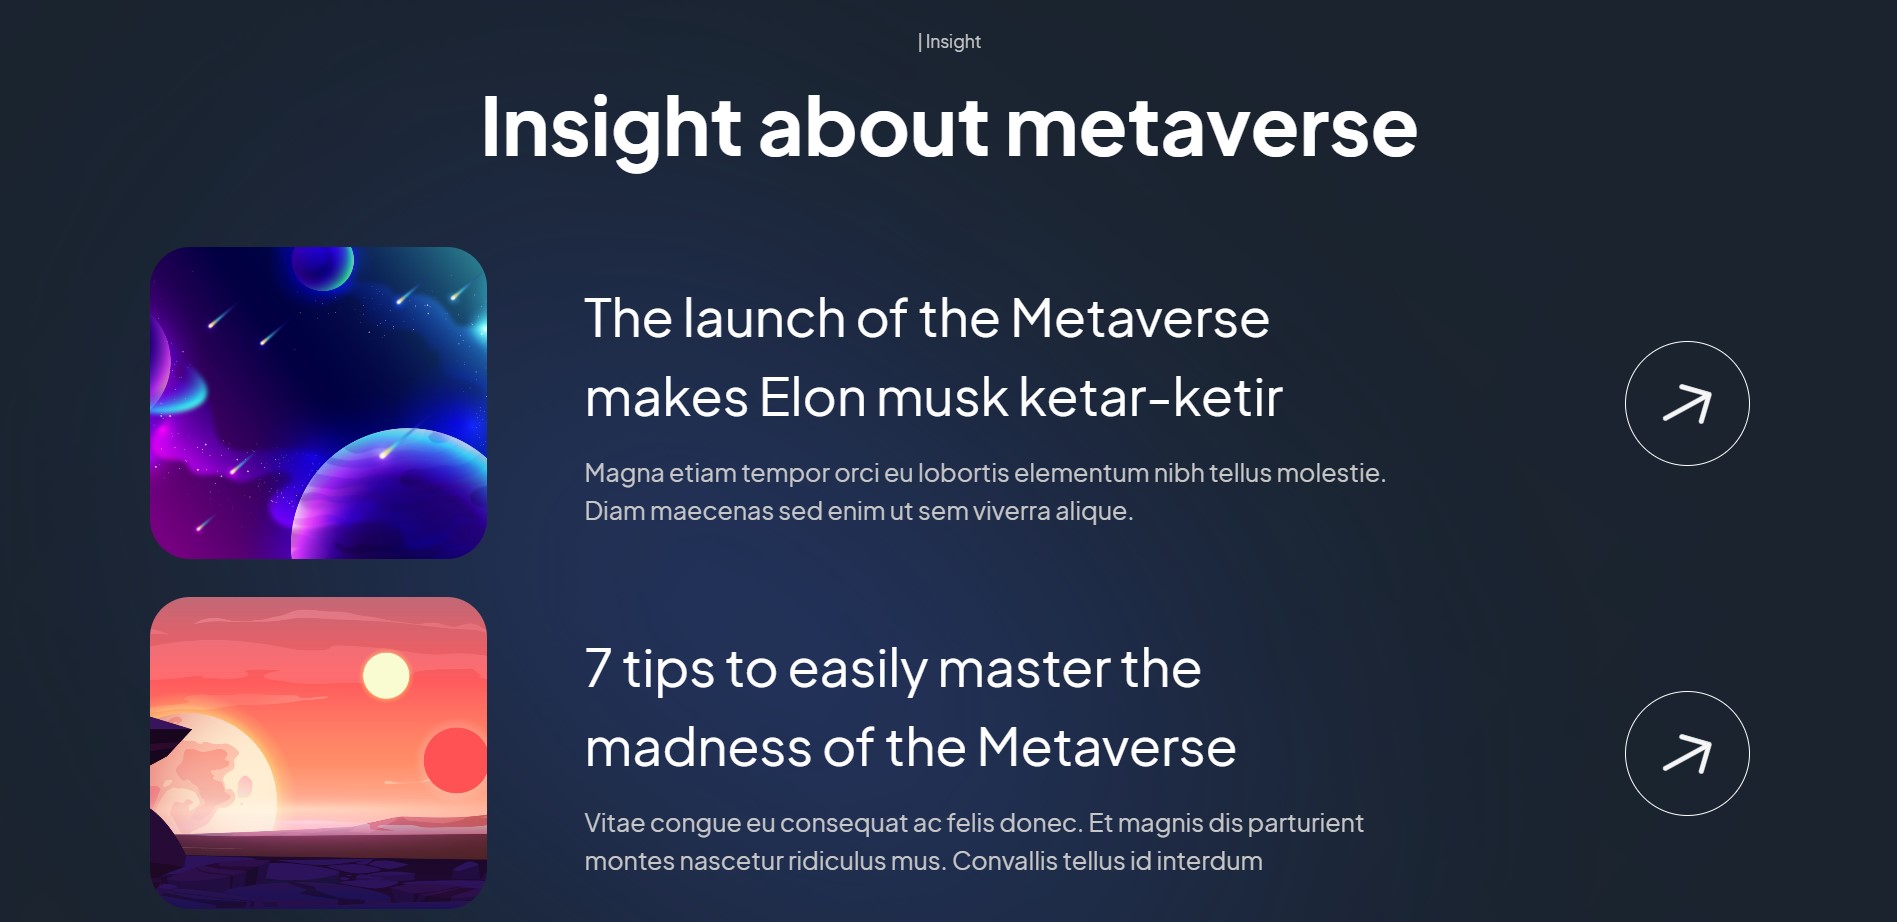 | Insight
Insight about metaverse
The launch of the Metaverse
makes Elon musk ketar-ketir
Magna etiam tempor orci eu lobortis elementum nibh tellus molestie.
Diam maecenas sed enim ut sem viverra alique.
7 tips to easily master the
madness of the Metaverse
Vitae congue eu consequat ac felis donec. Et magnis dis parturient
montes nascetur ridiculus mus. Convallis tellus id interdum